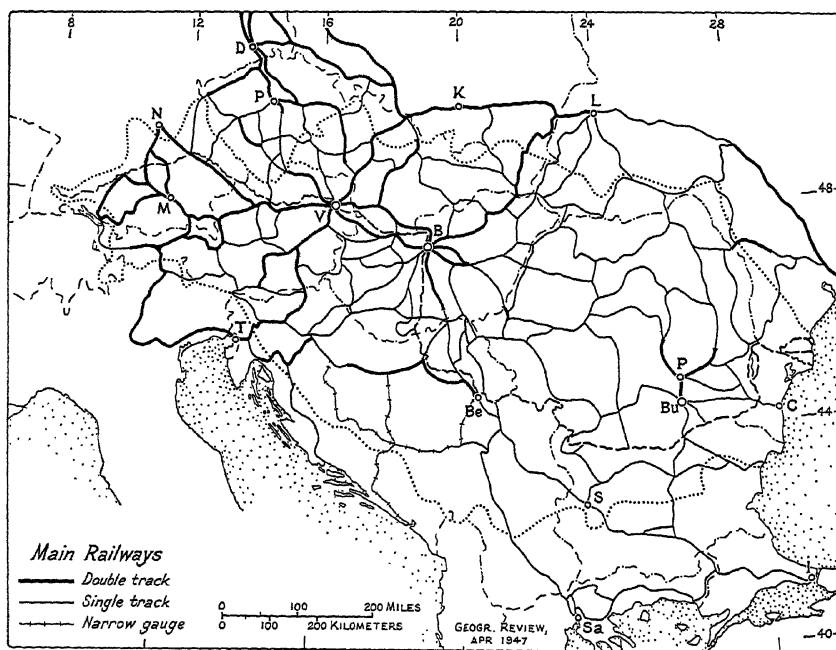 8 12 16 20 24 28
D
K
P
L
N
48
M
V
B
T
P
Be
Bu
C
44
S
Main Railways
Double track
Single track
Narrow gauge
0 100 200 MILES
0 100 200 KILOMETERS
GEOGR. REVIEW,
APR 1947
I
Sa
40